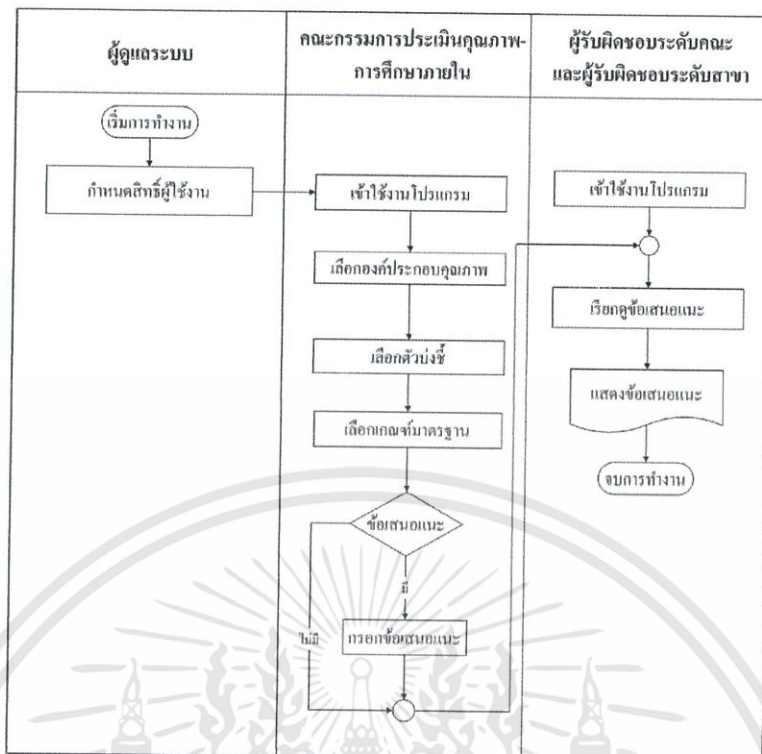 ผู้ดูแลระบบ
คณะกรรมการประเมินคุณภาพ-
การศึกษาภายใน
ผู้รับผิดชอบระดับคณะ
และผู้รับผิดชอบระดับสาขา
เริ่มการทำงาน
กำหนดสิทธิ์ผู้ใช้งาน
เข้าใช้งานโปรแกรม
เลือกองค์ประกอบคุณภาพ
เลือกตัวบ่งชี้
เลือกเกณฑ์มาตรฐาน
ข้อเสนอแนะ
มี
ไม่มี
กรอกข้อเสนอแนะ
เข้าใช้งานโปรแกรม
เรียกดูข้อเสนอแนะ
แสดงข้อเสนอแนะ
จบการทำงาน